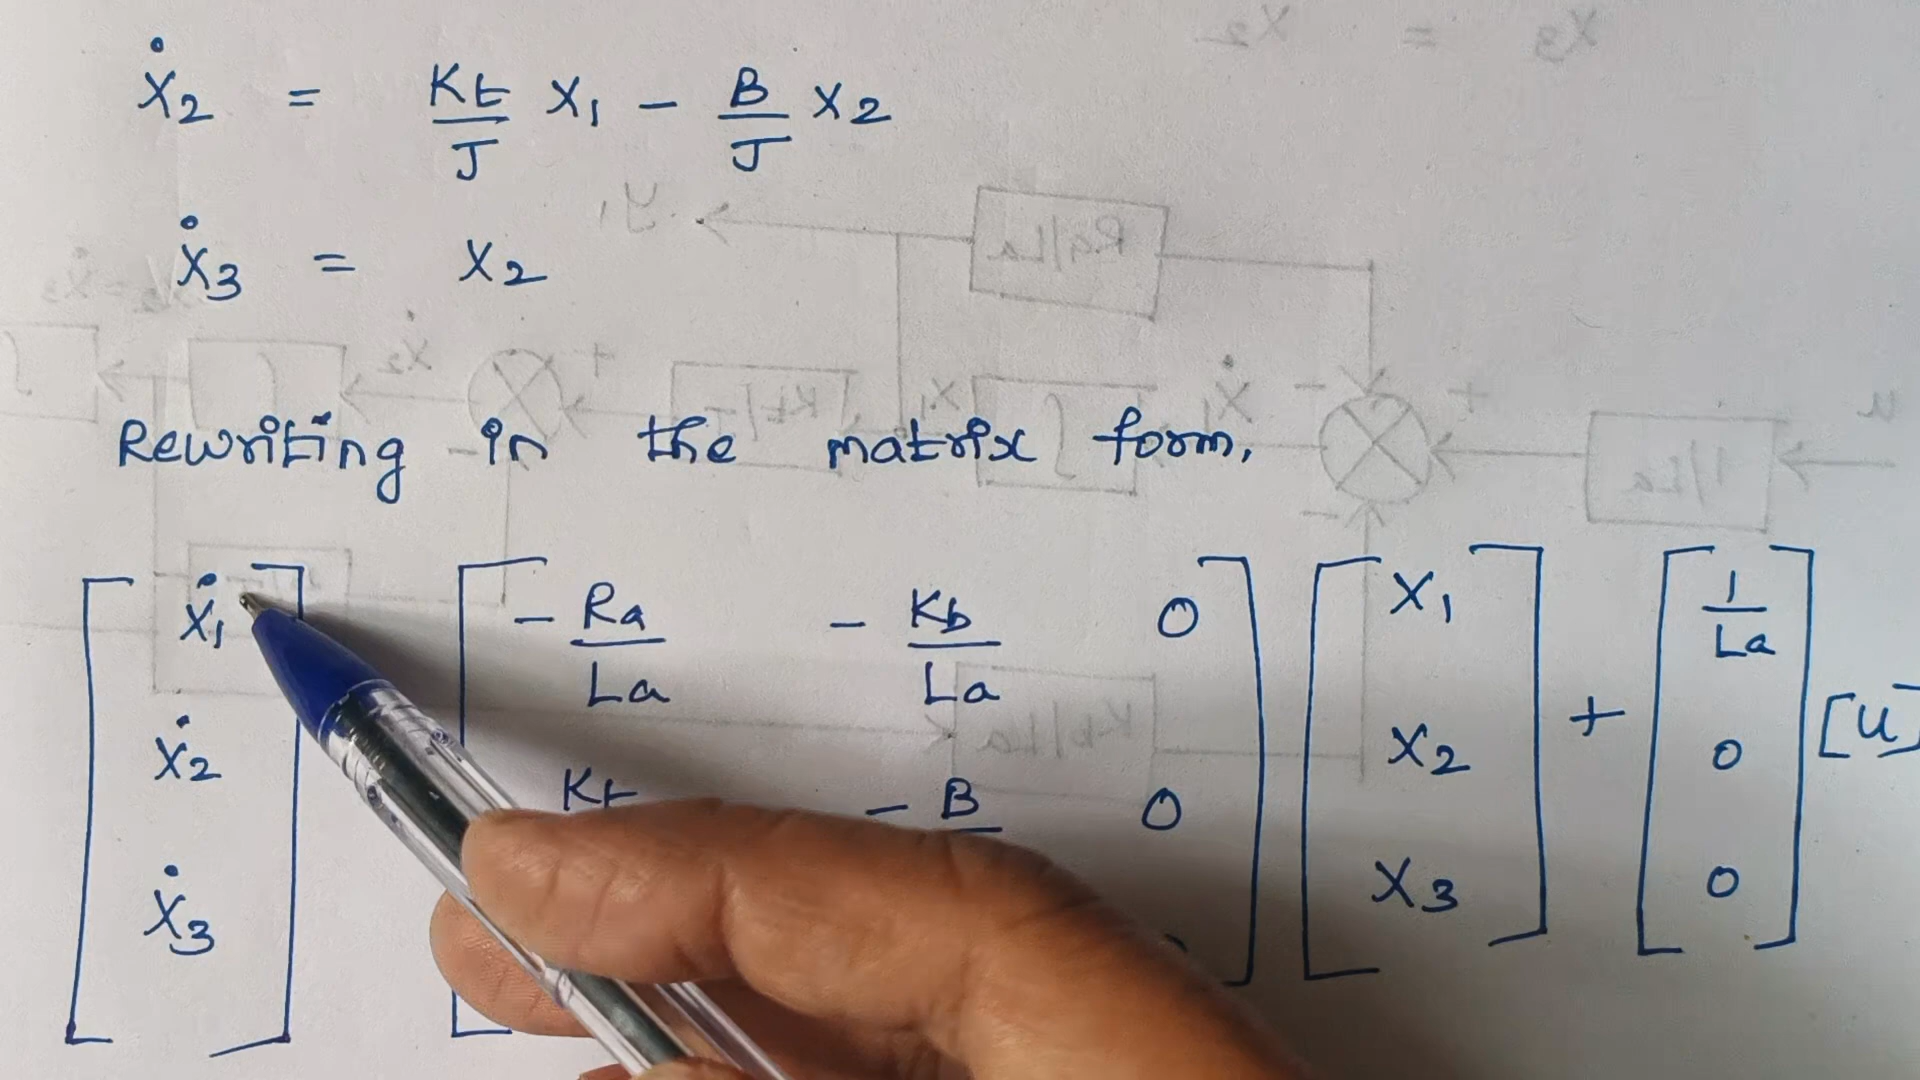 Ẋ2 = Kt/J X1 - B/J X2
Ẋ3 = X2
Rewriting in the matrix form,
[Ẋ1 [-Ra/La -Kb/La 0] [X1 + [1/La
Ẋ2 Kt -B 0 X2 0 [u]
Ẋ3] X3] 0]